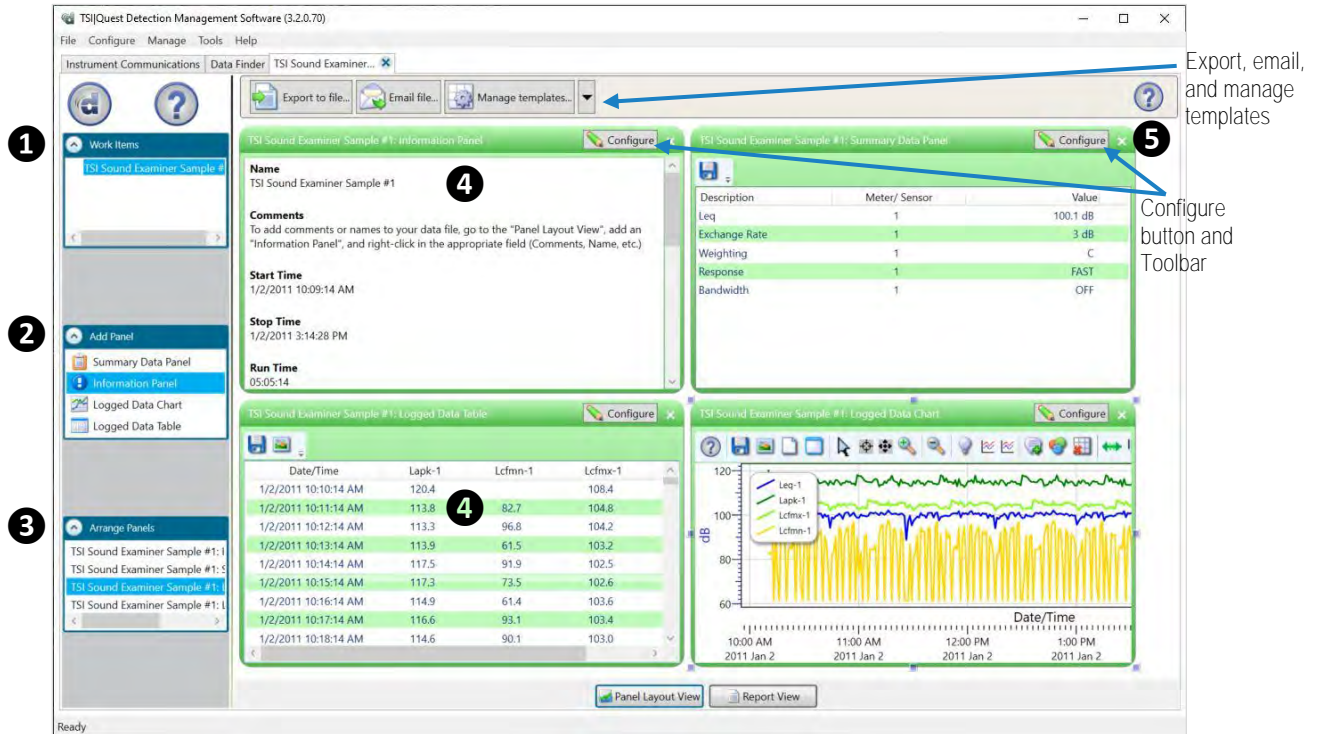 TSI|Quest Detection Management Software (3.2.0.70)
File Configure Manage Tools Help
Instrument Communications Data Finder TSI Sound Examiner...
Export to file... Email file... Manage templates...
Export, email,
and manage
templates
1
Work Items
TSI Sound Examiner Sample #
2
Add Panel
Summary Data Panel
Information Panel
Logged Data Chart
Logged Data Table
3
Arrange Panels
TSI Sound Examiner Sample #1: I
TSI Sound Examiner Sample #1: S
TSI Sound Examiner Sample #1: L
TSI Sound Examiner Sample #1: L
TSI Sound Examiner Sample #1: Information Panel Configure
4
Name
TSI Sound Examiner Sample #1
Comments
To add comments or names to your data file, go to the "Panel Layout View", add an
"Information Panel", and right-click in the appropriate field (Comments, Name, etc.)
Start Time
1/2/2011 10:09:14 AM
Stop Time
1/2/2011 3:14:28 PM
Run Time
05:05:14
TSI Sound Examiner Sample #1: Summary Data Panel Configure
5
Description Meter/ Sensor Value
Leq 1 100.1 dB
Exchange Rate 1 3 dB
Weighting 1 C
Response 1 FAST
Bandwidth 1 OFF
Configure
button and
Toolbar
TSI Sound Examiner Sample #1: Logged Data Table Configure
Date/Time Lapk-1 Lcfmn-1 Lcfmx-1
1/2/2011 10:10:14 AM 120.4 108.4
1/2/2011 10:11:14 AM 113.8 82.7 104.8
4
1/2/2011 10:12:14 AM 113.3 96.8 104.2
1/2/2011 10:13:14 AM 113.9 61.5 103.2
1/2/2011 10:14:14 AM 117.5 91.9 102.5
1/2/2011 10:15:14 AM 117.3 73.5 102.6
1/2/2011 10:16:14 AM 114.9 61.4 103.6
1/2/2011 10:17:14 AM 116.6 93.1 103.4
1/2/2011 10:18:14 AM 114.6 90.1 103.0
TSI Sound Examiner Sample #1: Logged Data Chart Configure
120
100
80
60
dB
Leq-1
Lapk-1
Lcfmx-1
Lcfmn-1
Date/Time
10:00 AM 11:00 AM 12:00 PM 1:00 PM
2011 Jan 2 2011 Jan 2 2011 Jan 2 2011 Jan 2
Panel Layout View Report View
Ready